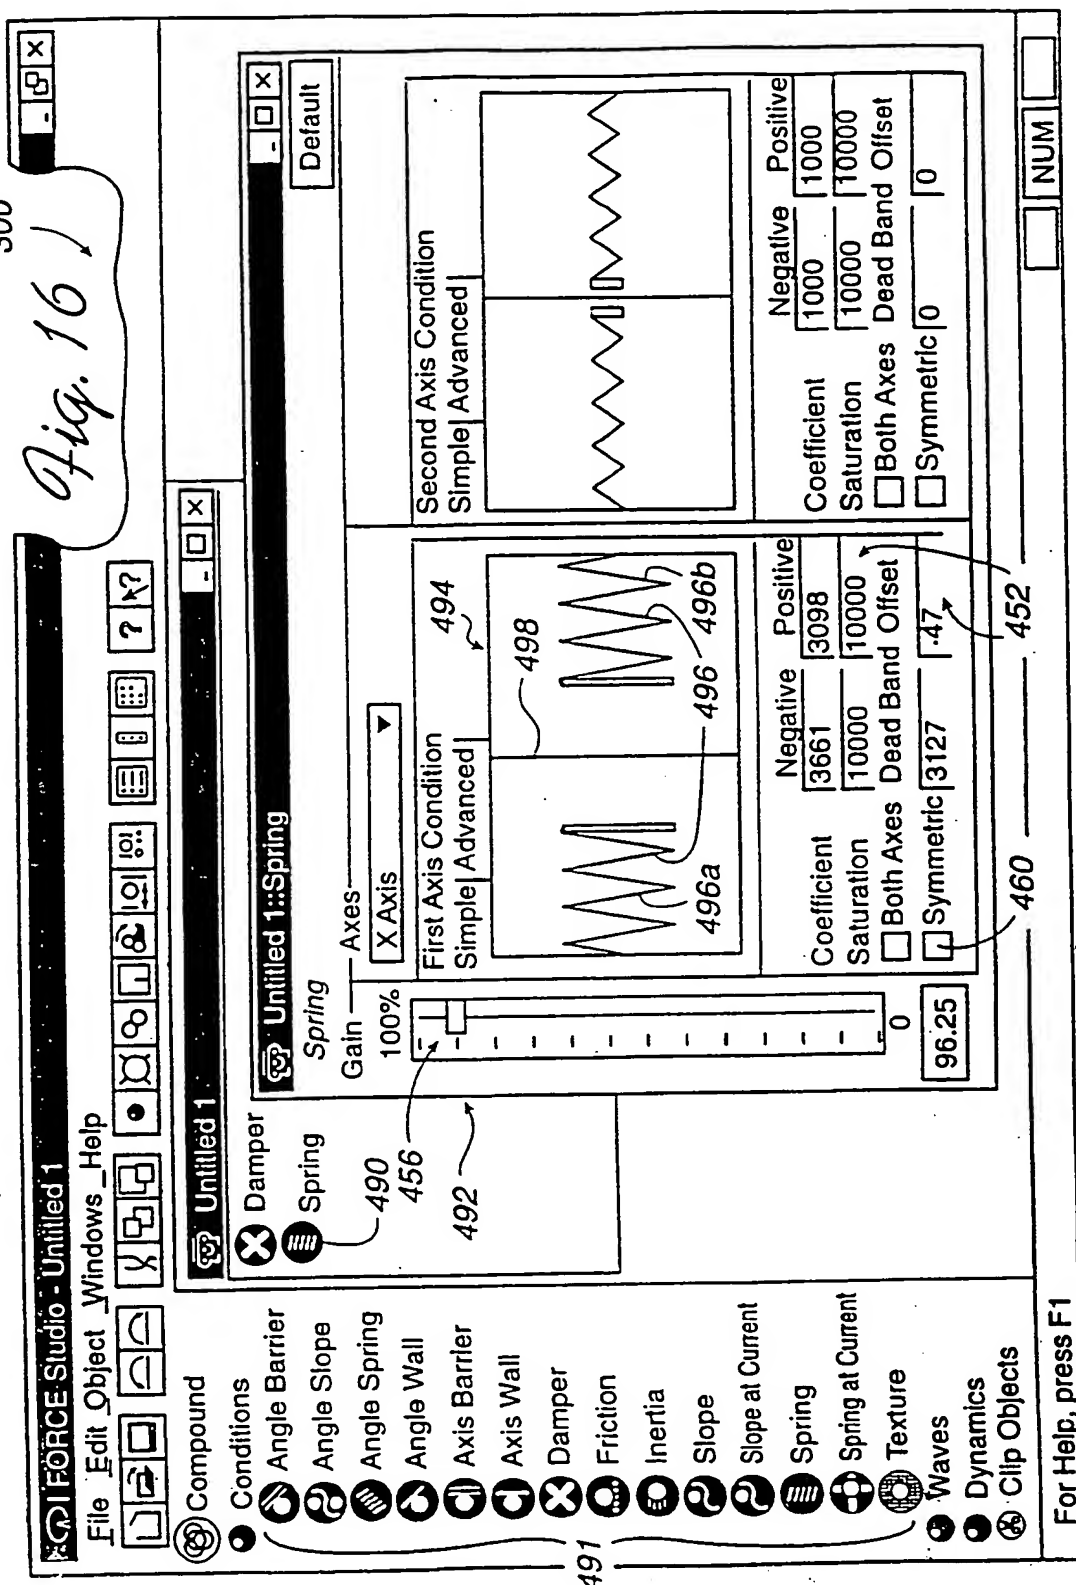 300
Fig. 16
I FORCE Studio - Untitled 1
File Edit Object Windows Help
? ?
Compound
Conditions
Angle Barrier
Angle Slope
Angle Spring
Angle Wall
Axis Barrier
Axis Wall
Damper
Friction
Inertia
Slope
Slope at Current
Spring
Spring at Current
Texture
Waves
Dynamics
Clip Objects
491
Untitled 1
Damper
Spring
490
456
492
Untitled 1::Spring
Default
Spring
Gain
100%
0
96.25
Axes
X Axis
First Axis Condition
Simple Advanced
494
498
496a
496
496b
Negative Positive
Coefficient 3661 3098
Saturation 10000 10000
Both Axes Dead Band Offset
Symmetric 3127 .47
460
452
Second Axis Condition
Simple Advanced
Negative Positive
Coefficient 1000 1000
Saturation 10000 10000
Both Axes Dead Band Offset
Symmetric 0 0
For Help, press F1
NUM